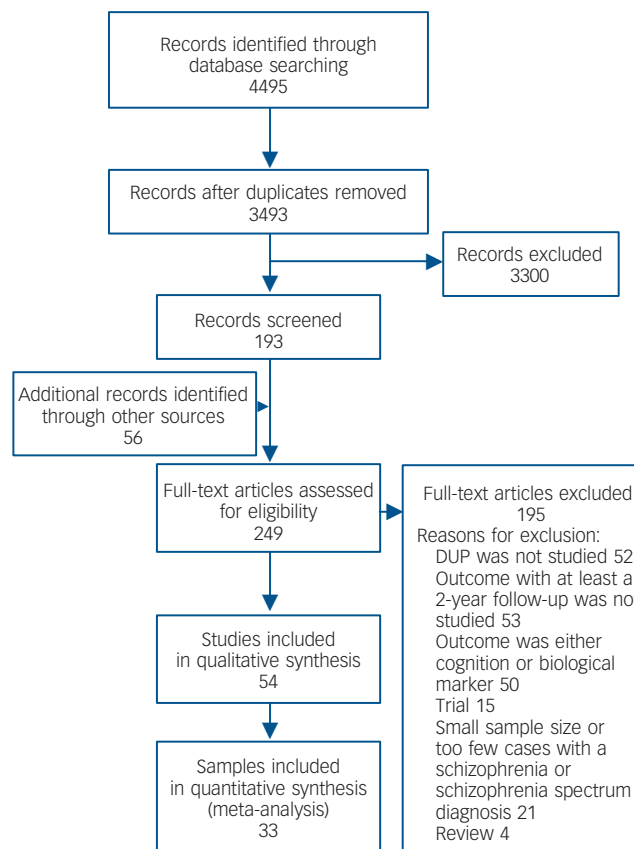 Records identified through
database searching
4495
Records after duplicates removed
3493
Records excluded
3300
Records screened
193
Additional records identified
through other sources
56
Full-text articles assessed
for eligibility
249
Full-text articles excluded
195
Reasons for exclusion:
DUP was not studied 52
Outcome with at least a
2-year follow-up was no
studied 53
Outcome was either
cognition or biological
marker 50
Trial 15
Small sample size or
too few cases with a
schizophrenia or
schizophrenia spectrum
diagnosis 21
Review 4
Studies included
in qualitative synthesis
54
Samples included
in quantitative synthesis
(meta-analysis)
33